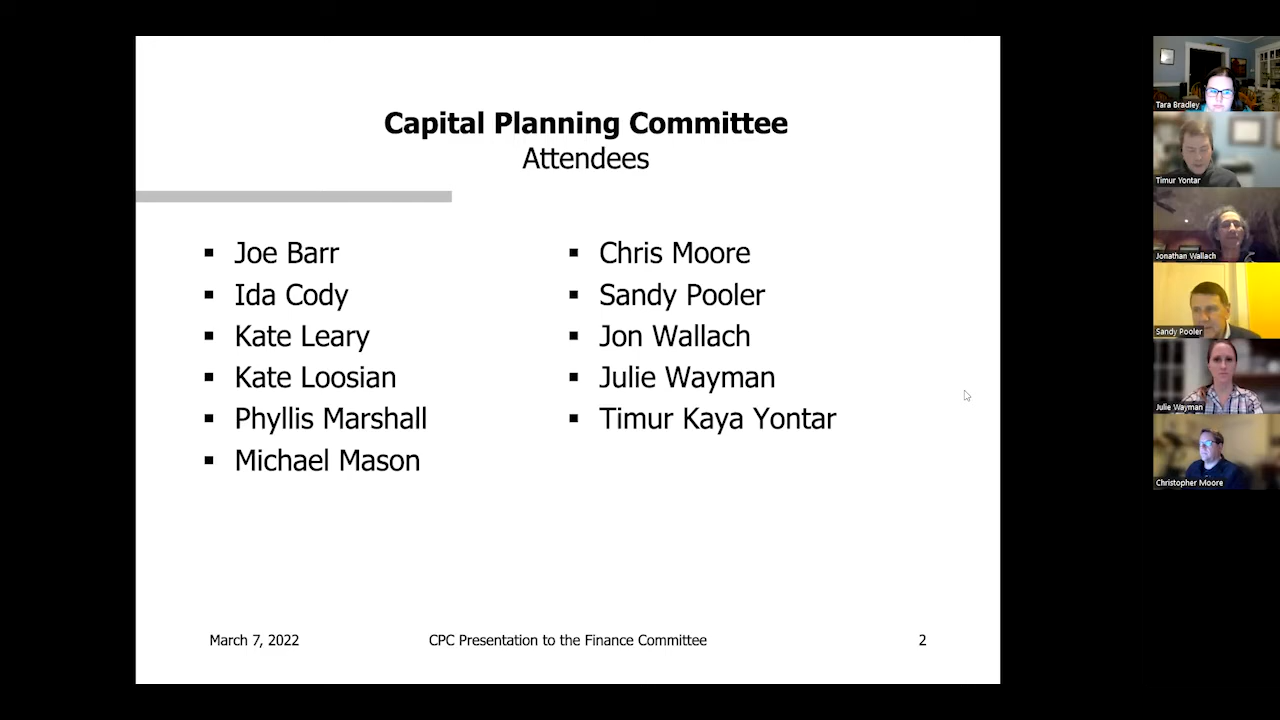 Capital Planning Committee
Attendees
Joe Barr
Ida Cody
Kate Leary
Kate Loosian
Phyllis Marshall
Michael Mason
Chris Moore
Sandy Pooler
Jon Wallach
Julie Wayman
Timur Kaya Yontar
March 7, 2022
CPC Presentation to the Finance Committee
2
Tara Bradley
Timur Yontar
Jonathan Wallach
Sandy Pooler
Julie Wayman
Christopher Moore